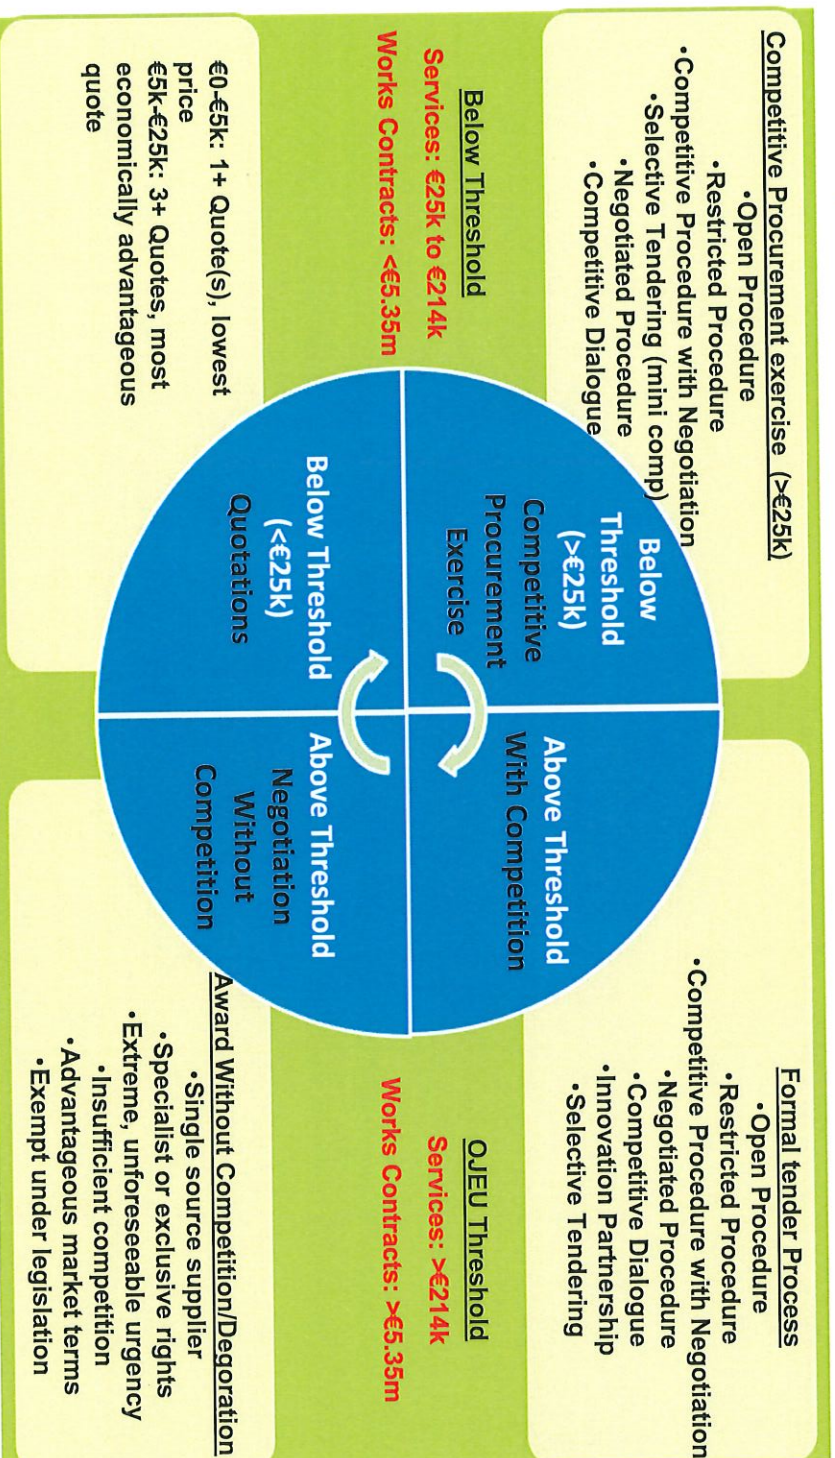 Competitive Procurement exercise (>€25k)
•Open Procedure
•Restricted Procedure
•Competitive Procedure with Negotiation
•Selective Tendering (mini comp)
•Negotiated Procedure
•Competitive Dialogue
Formal tender Process
•Open Procedure
•Restricted Procedure
•Competitive Procedure with Negotiation
•Negotiated Procedure
•Competitive Dialogue
•Innovation Partnership
•Selective Tendering
Below
Threshold
(>€25k)
Competitive
Procurement
Exercise
Above Threshold
With Competition
Below Threshold
Services: €25k to €214k
Works Contracts: <€5.35m
OJEU Threshold
Services: >€214k
Works Contracts: >€5.35m
Below Threshold
(<€25k)
Quotations
Above Threshold
Negotiation
Without
Competition
€0-€5k: 1+ Quote(s), lowest
price
€5k-€25k: 3+ Quotes, most
economically advantageous
quote
Award Without Competition/Degoration
•Single source supplier
•Specialist or exclusive rights
•Extreme, unforeseeable urgency
•Insufficient competition
•Advantageous market terms
•Exempt under legislation